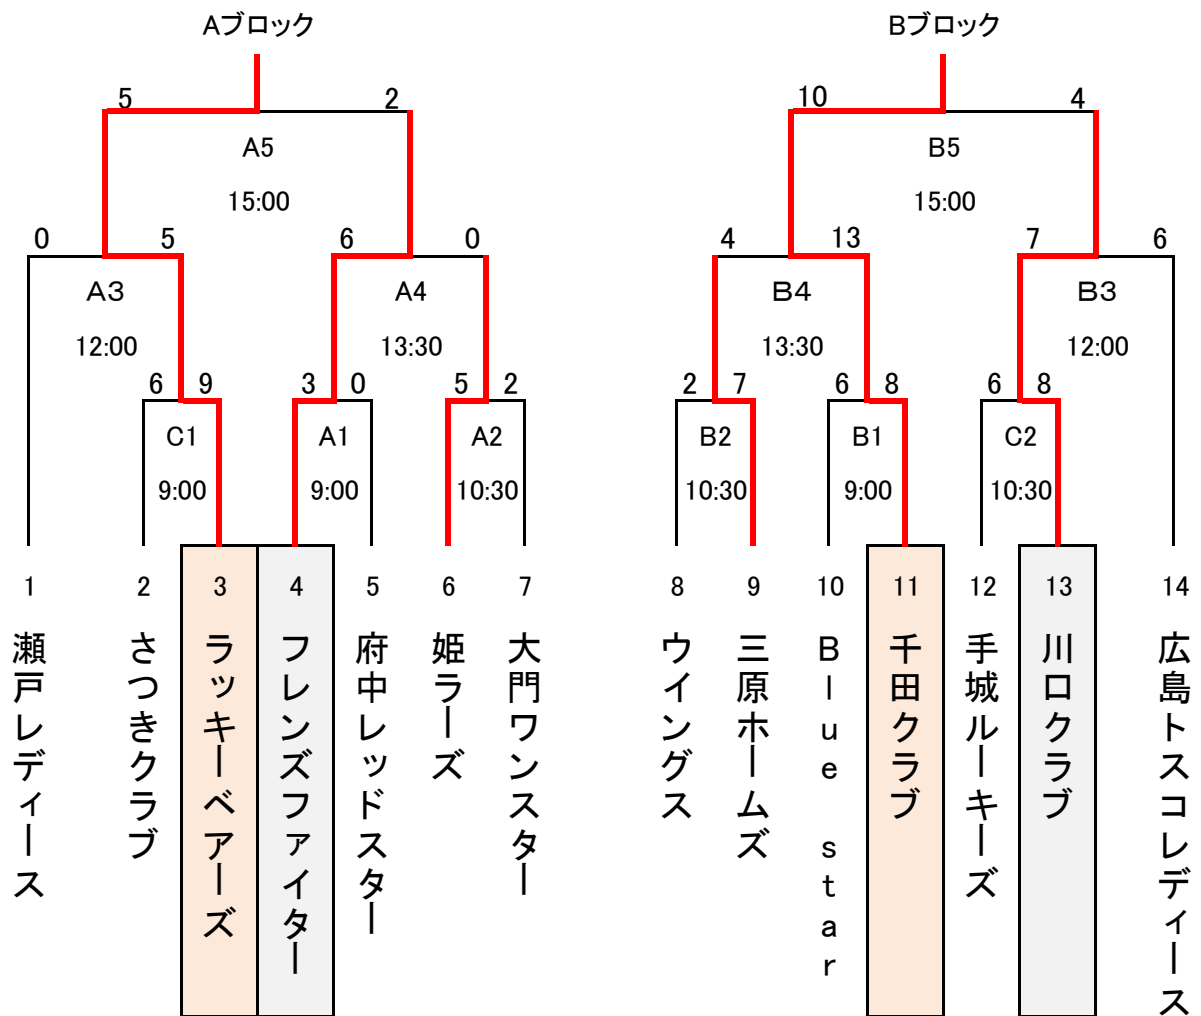 Aブロック Bブロック
5 2 10 4
A5 B5
15:00 15:00
0 5 6 0 4 13 7 6
A3 A4 B4 B3
12:00 13:30 13:30 12:00
6 9 3 0 5 2 2 7 6 8 6 8
C1 A1 A2 B2 B1 C2
9:00 9:00 10:30 10:30 9:00 10:30
1 2 3 4 5 6 7 8 9 10 11 12 13 14
瀬戸レディース
さつきクラブ
ラッキーベアーズ
フレンズファイター
府中レッドスター
姫ラーズ
大門ワンスター
ウイングス
三原ホームズ
Blue star
千田クラブ
手城ルーキーズ
川口クラブ
広島トスコレディース